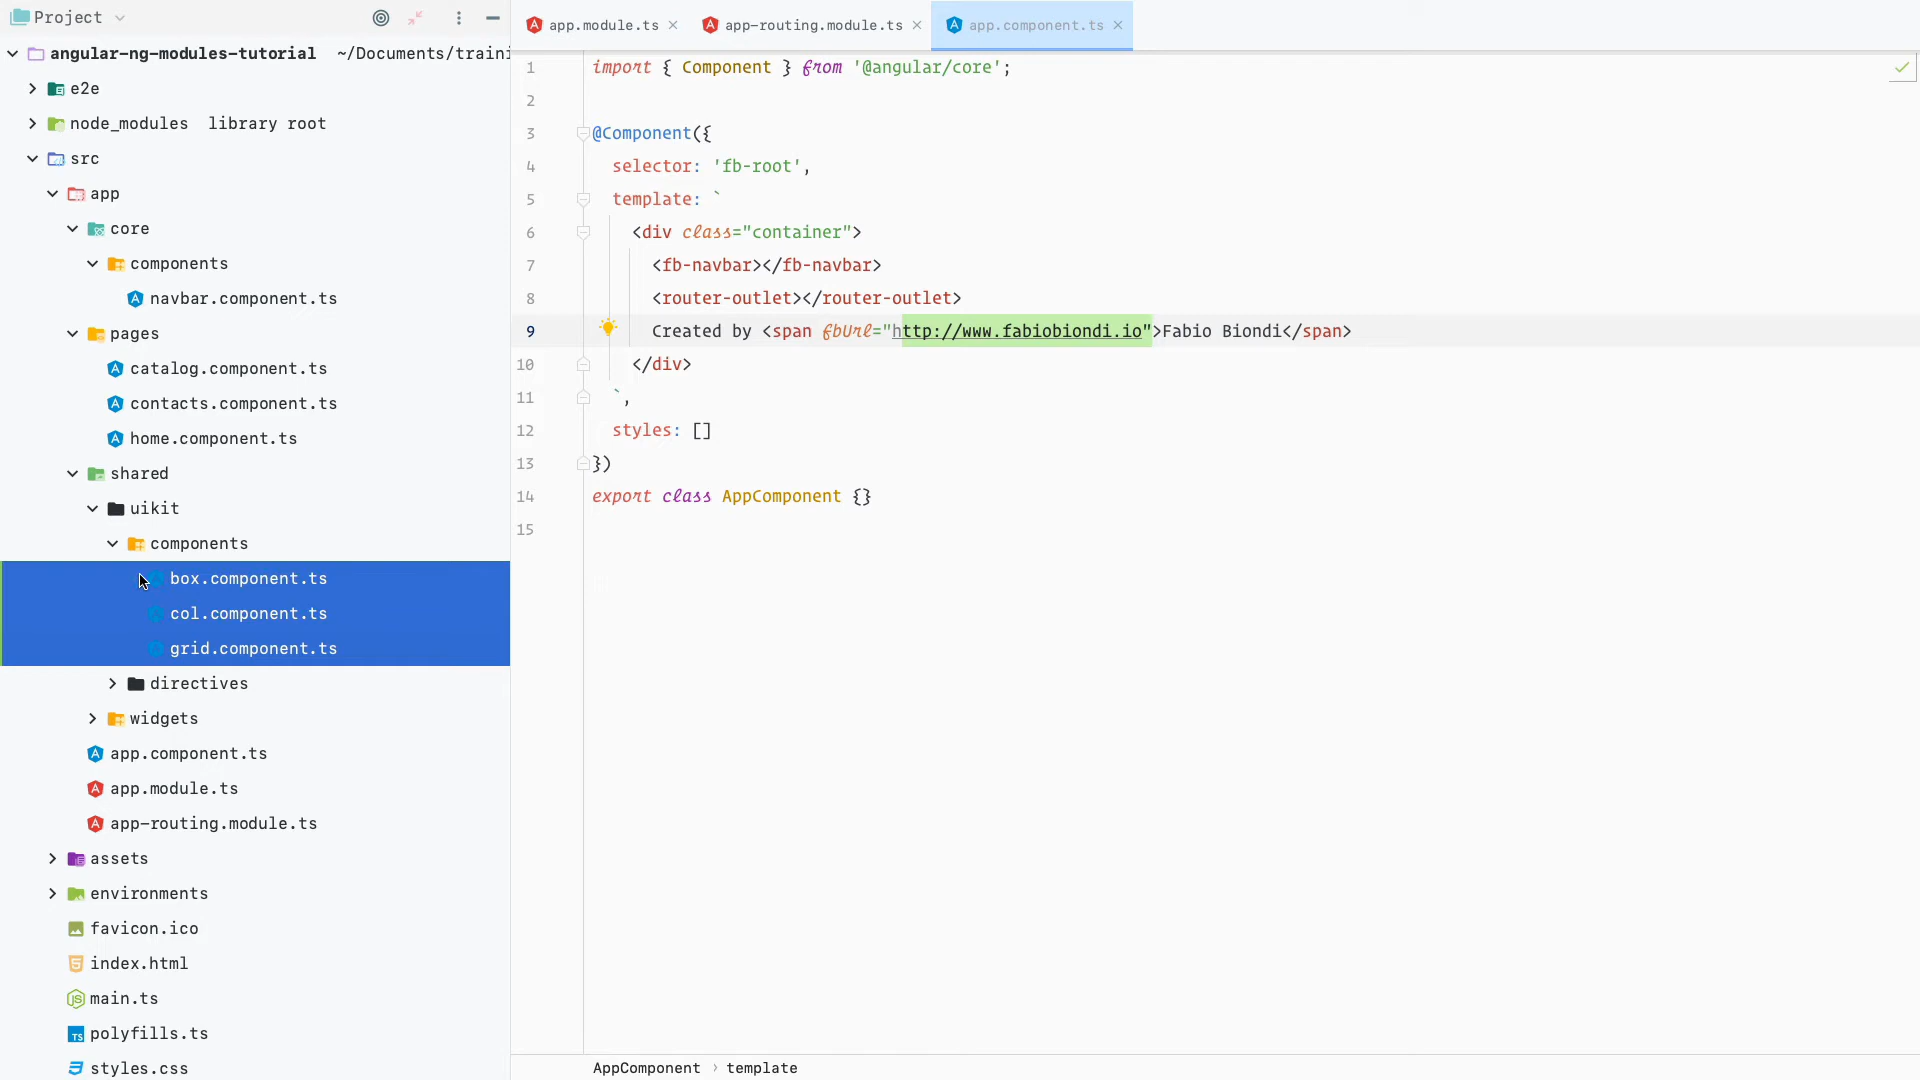 Project
angular-ng-modules-tutorial ~/Documents/traini
e2e
node_modules library root
src
app
core
components
navbar.component.ts
pages
catalog.component.ts
contacts.component.ts
home.component.ts
shared
uikit
components
box.component.ts
col.component.ts
grid.component.ts
directives
widgets
app.component.ts
app.module.ts
app-routing.module.ts
assets
environments
favicon.ico
index.html
main.ts
polyfills.ts
styles.css
app.module.ts app-routing.module.ts app.component.ts
1 import { Component } from '@angular/core';
2
3 @Component({
4 selector: 'fb-root',
5 template: `
6 <div class="container">
7 <fb-navbar></fb-navbar>
8 <router-outlet></router-outlet>
9 Created by <span fbUrl="http://www.fabiobiondi.io">Fabio Biondi</span>
10 </div>
11 `,
12 styles: []
13 })
14 export class AppComponent {}
15
AppComponent › template